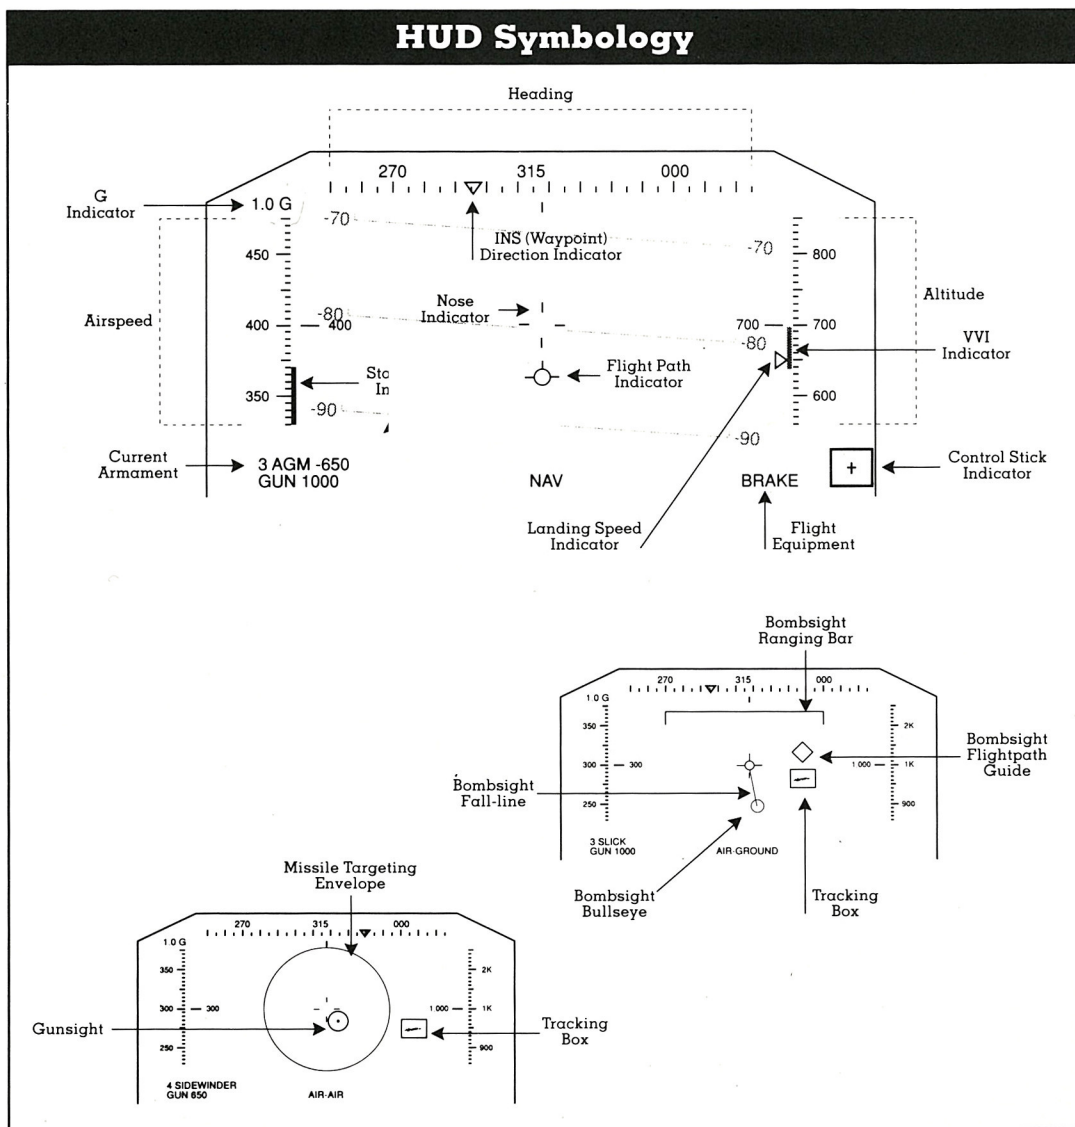 HUD Symbology
Heading
270 315 000
G
Indicator
1.0 G
-70
-70
INS (Waypoint)
Direction Indicator
450
800
Airspeed
Altitude
Nose
Indicator
-80
400 400
700 700
-80
VVI
Indicator
Flight Path
Indicator
350
600
-90
-90
Current
Armament
3 AGM -650
GUN 1000
NAV
BRAKE
Control Stick
Indicator
Landing Speed
Indicator
Flight
Equipment
Bombsight
Ranging Bar
270 315 000
1.0 G
350
2K
Bombsight
Flightpath
Guide
300 300
1.000 1K
Bombsight
Fall-line
250
900
3 SLICK
GUN 1000
AIR-GROUND
Bombsight
Bullseye
Tracking
Box
Missile Targeting
Envelope
270 315 000
1.0 G
350
2K
300 300
1.000 1K
Gunsight
Tracking
Box
250
900
4 SIDEWINDER
GUN 650
AIR-AIR